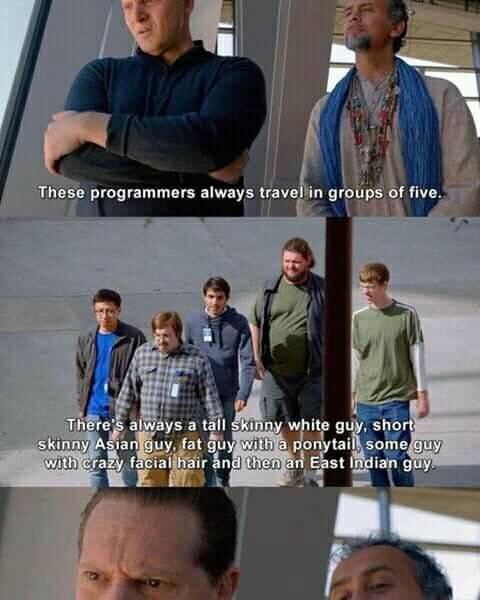 These programmers always travel in groups of five.
There's always a tall skinny white guy, short
skinny Asian guy, fat guy with a ponytail, some guy
with crazy facial hair and then an East Indian guy.